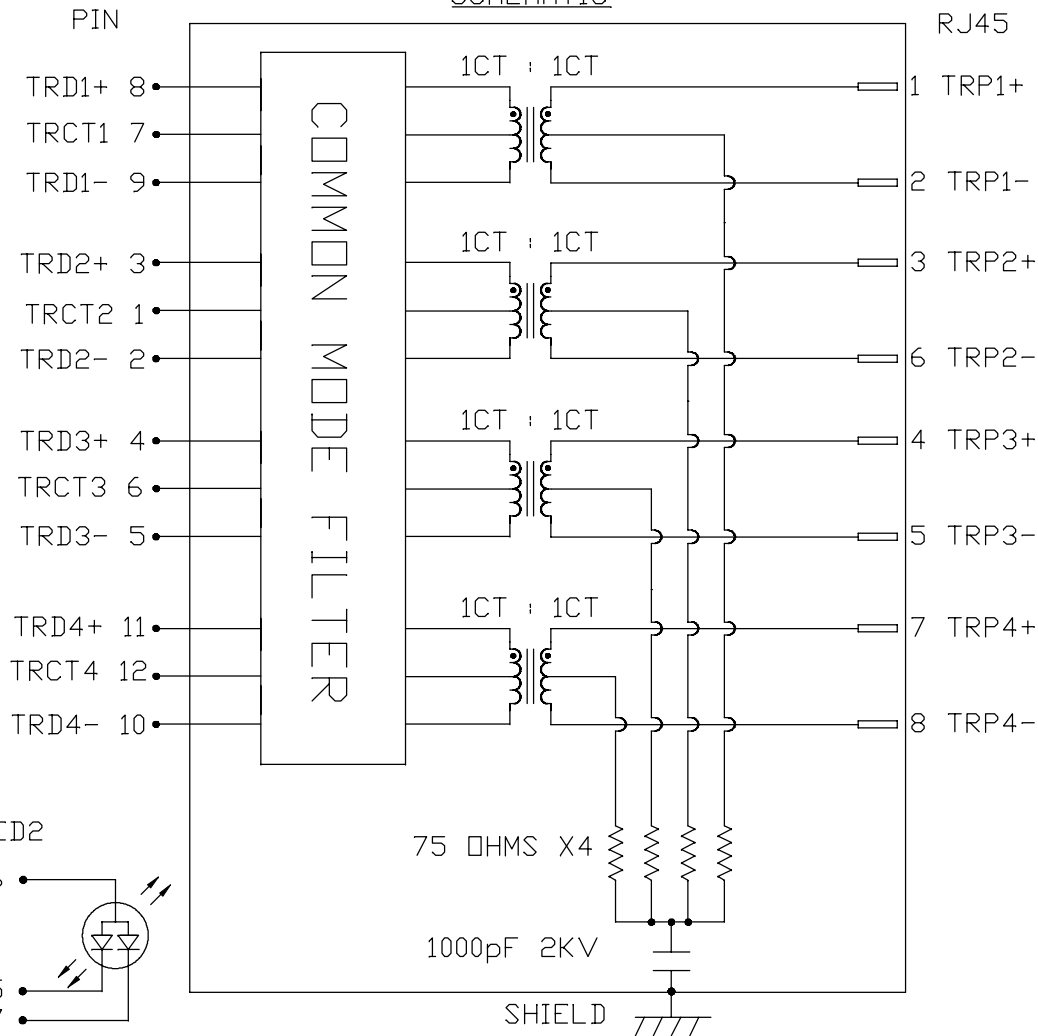 PIN
RJ45
1CT : 1CT
TRD1+ 8
1 TRP1+
TRCT1 7
TRD1- 9
2 TRP1-
1CT : 1CT
TRD2+ 3
3 TRP2+
TRCT2 1
TRD2- 2
6 TRP2-
1CT : 1CT
TRD3+ 4
4 TRP3+
TRCT3 6
TRD3- 5
5 TRP3-
1CT : 1CT
TRD4+ 11
7 TRP4+
TRCT4 12
TRD4- 10
8 TRP4-
COMMON MODE FILTER
75 OHMS X4
1000pF 2KV
SHIELD